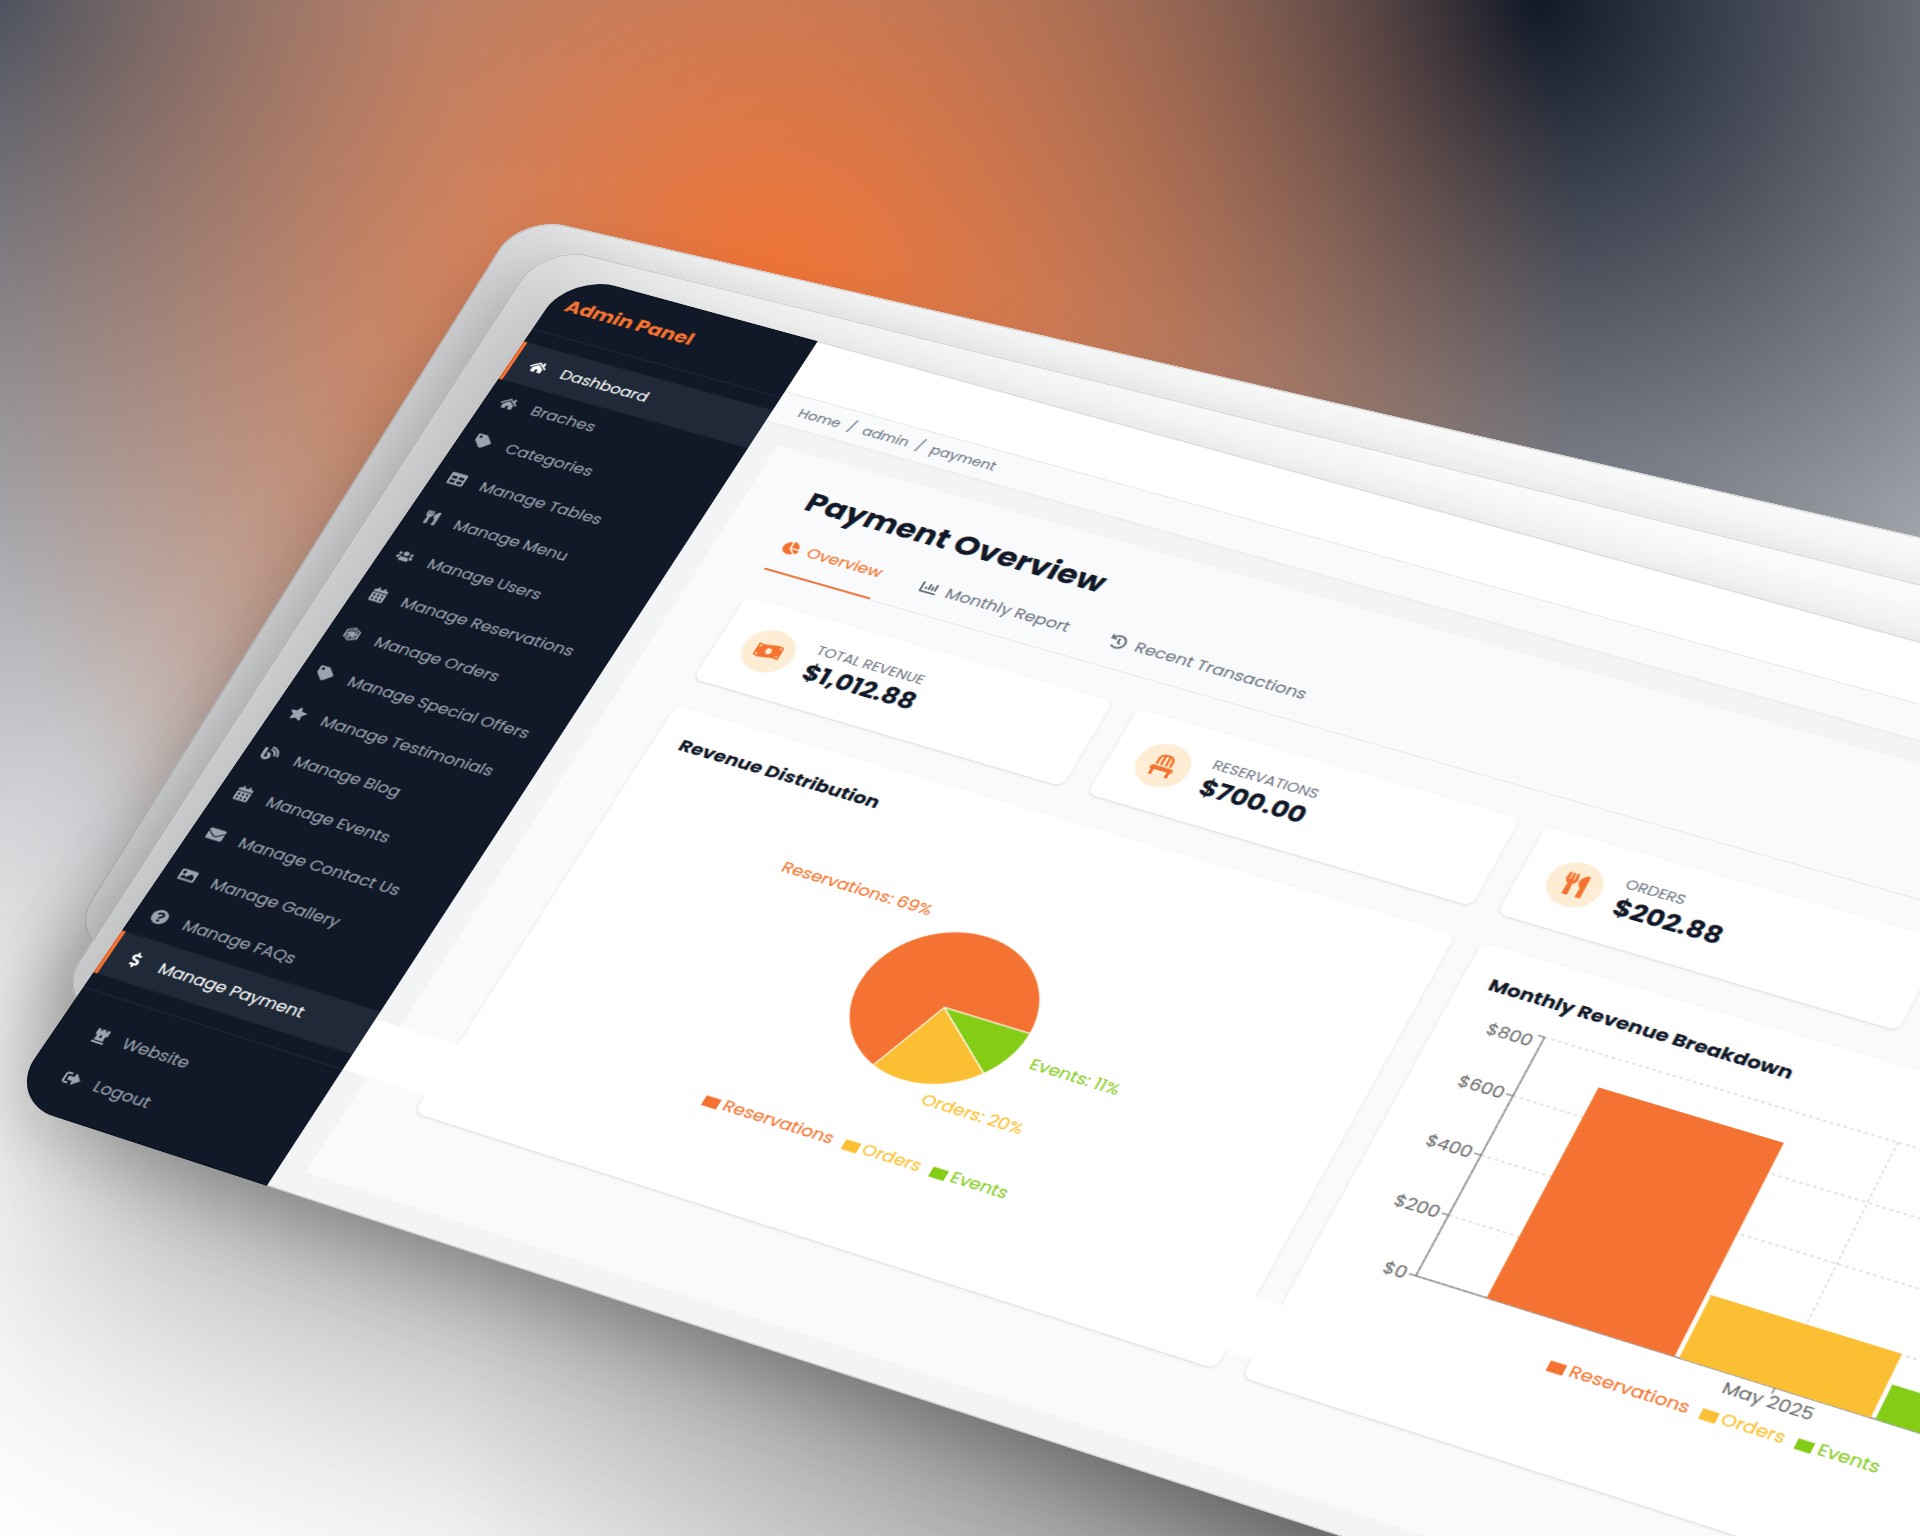 Admin Panel
Dashboard
Braches
Categories
Manage Tables
Manage Menu
Manage Users
Manage Reservations
Manage Orders
Manage Special Offers
Manage Testimonials
Manage Blog
Manage Events
Manage Contact Us
Manage Gallery
Manage FAQs
Manage Payment
Website
Logout
Home / admin / payment
Payment Overview
Overview
Monthly Report
Recent Transactions
TOTAL REVENUE
$1,012.88
RESERVATIONS
$700.00
ORDERS
$202.88
Revenue Distribution
Reservations: 69%
Events: 11%
Orders: 20%
Reservations Orders Events
Monthly Revenue Breakdown
$800
$600
$400
$200
$0
May 2025
Reservations Orders Events